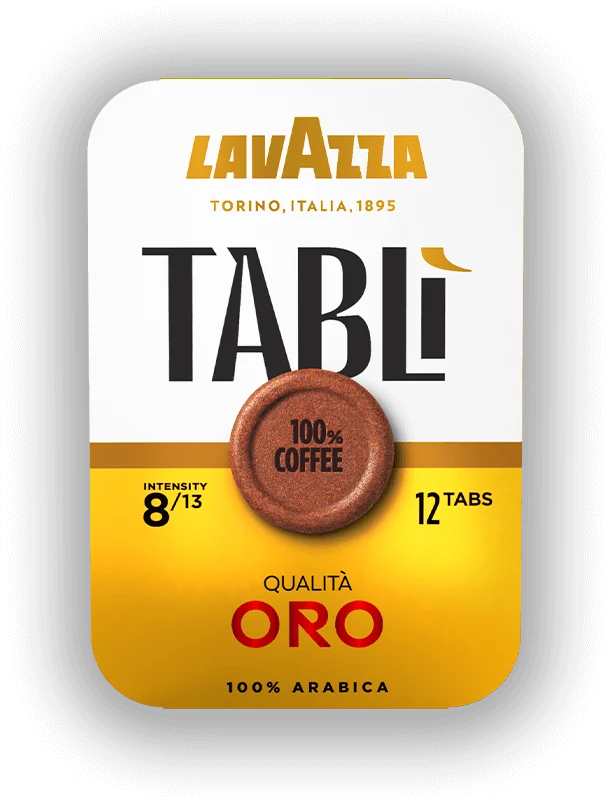 LAVAZZA
TORINO, ITALIA, 1895
TABLÌ
100%
COFFEE
INTENSITY
8/13
12 TABS
QUALITÀ
ORO
100% ARABICA